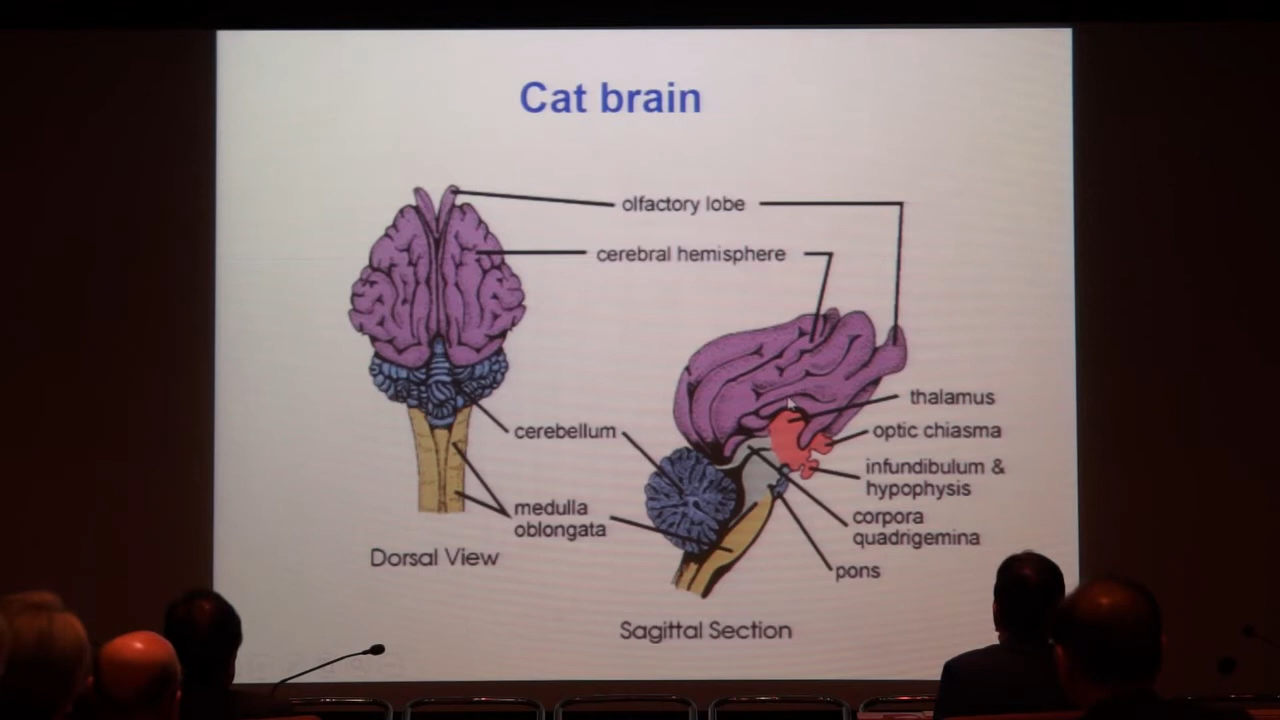 Cat brain
olfactory lobe
cerebral hemisphere
thalamus
optic chiasma
cerebellum
infundibulum &
hypophysis
medulla
oblongata
corpora
quadrigemina
pons
Dorsal View
Sagittal Section